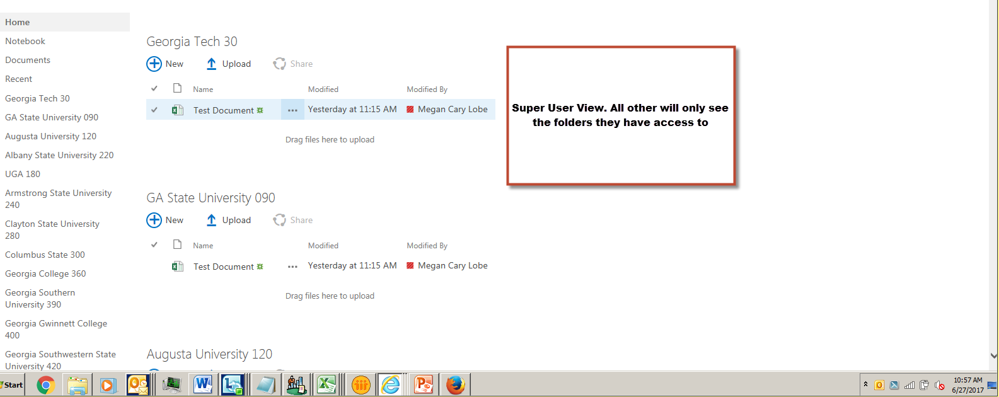 Home
Notebook
Documents
Recent
Georgia Tech 30
GA State University 090
Augusta University 120
Albany State University 220
UGA 180
Armstrong State University
240
Clayton State University
280
Columbus State 300
Georgia College 360
Georgia Southern
University 390
Georgia Gwinnett College
400
Georgia Southwestern State
University 420
Georgia Tech 30
New Upload Share
Name Modified Modified By
Test Document ... Yesterday at 11:15 AM Megan Cary Lobe
Drag files here to upload
GA State University 090
New Upload Share
Name Modified Modified By
Test Document ... Yesterday at 11:15 AM Megan Cary Lobe
Drag files here to upload
Augusta University 120
Super User View. All other will only see
the folders they have access to
Start
10:57 AM
6/27/2017